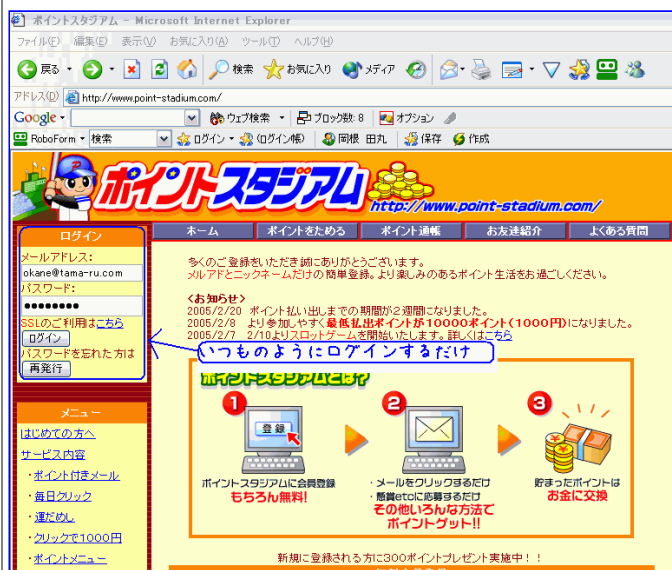 ポイントスタジアム - Microsoft Internet Explorer
ファイル(F) 編集(E) 表示(V) お気に入り(A) ツール(T) ヘルプ(H)
戻る 検索 お気に入り メディア
アドレス(D) http://www.point-stadium.com/
Google ウェブ検索 ブロック数: 8 オプション
RoboForm 検索 ログイン (ログイン帳) 岡根 田丸 保存 作成
ポイントスタジアム
http://www.point-stadium.com/
ログイン
ホーム ポイントをためる ポイント通帳 お友達紹介 よくある質問
メールアドレス:
okane@tama-ru.com
パスワード:
●●●●●●●●
SSLのご利用はこちら
ログイン
パスワードを忘れた方は
再発行
多くのご登録をいただき誠にありがとうございます。
メルアドとニックネームだけの簡単登録。より楽しみのあるポイント生活をお過ごしください。
<お知らせ>
2005/2/20 ポイント払い出しまでの期間が2週間になりました。
2005/2/8 より参加しやすく最低払出ポイントが10000ポイント(1000円)になりました。
2005/2/7 2/10よりスロットゲームを開始いたします。詳しくはこちら
いつものようにログインするだけ
ポイントスタジアムとは?
1 2 3
登録
ポイントスタジアムに会員登録
もちろん無料!
・メールをクリックするだけ
・懸賞etcに応募するだけ
その他いろんな方法で
ポイントゲット!!
貯まったポイントは
お金に交換
メニュー
はじめての方へ
サービス内容
・ポイント付きメール
・毎日クリック
・運だめし
・クリックで1000円
・ポイントメニュー
新規に登録される方に300ポイントプレゼント実施中!!